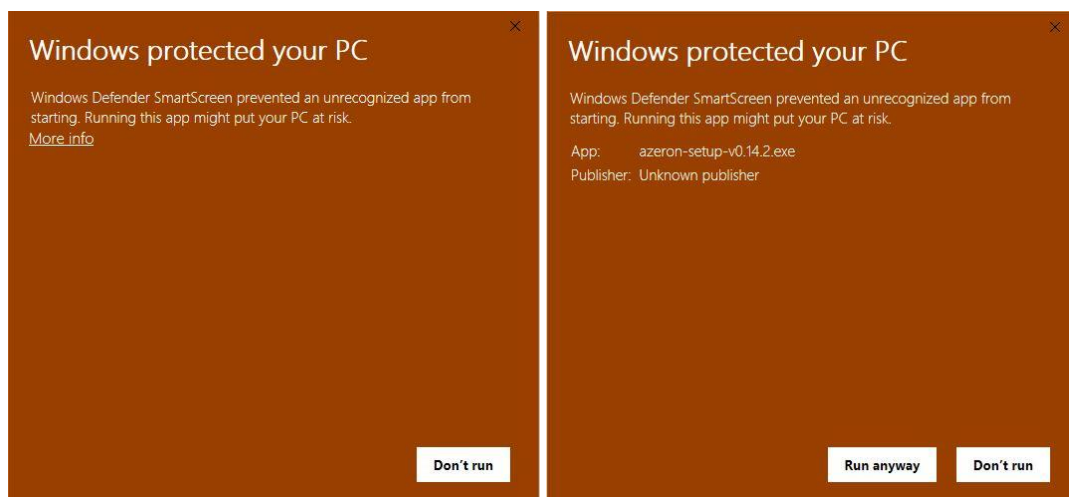 Windows protected your PC
Windows Defender SmartScreen prevented an unrecognized app from
starting. Running this app might put your PC at risk.
More info
Don't run
Windows protected your PC
Windows Defender SmartScreen prevented an unrecognized app from
starting. Running this app might put your PC at risk.
App: azeron-setup-v0.14.2.exe
Publisher: Unknown publisher
Run anyway Don't run